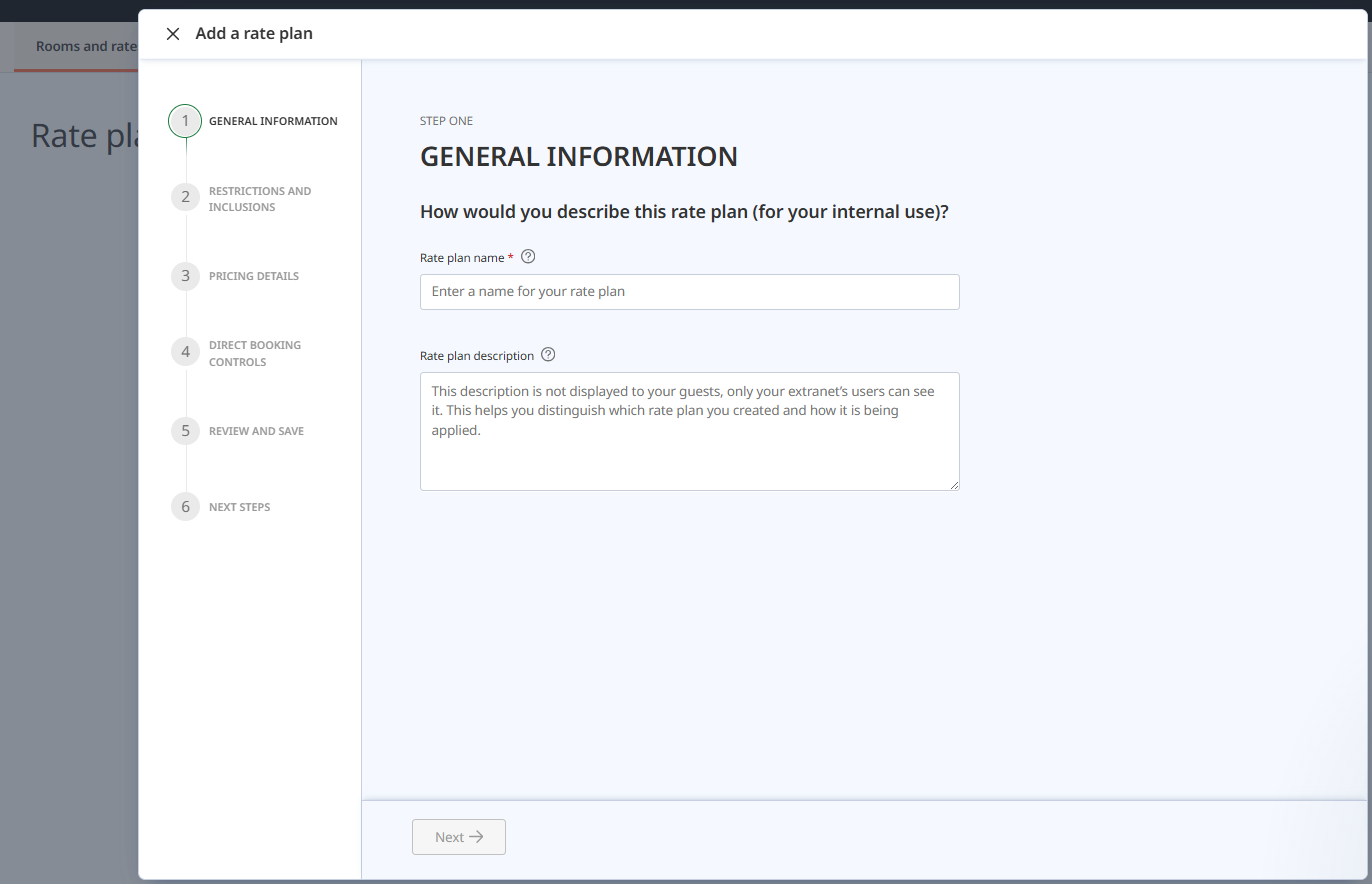 Add a rate plan
Rooms and rate
Rate pla
1 GENERAL INFORMATION
2 RESTRICTIONS AND
INCLUSIONS
3 PRICING DETAILS
4 DIRECT BOOKING
CONTROLS
5 REVIEW AND SAVE
6 NEXT STEPS
STEP ONE
GENERAL INFORMATION
How would you describe this rate plan (for your internal use)?
Rate plan name * ?
Enter a name for your rate plan
Rate plan description ?
This description is not displayed to your guests, only your extranet’s users can see
it. This helps you distinguish which rate plan you created and how it is being
applied.
Next →